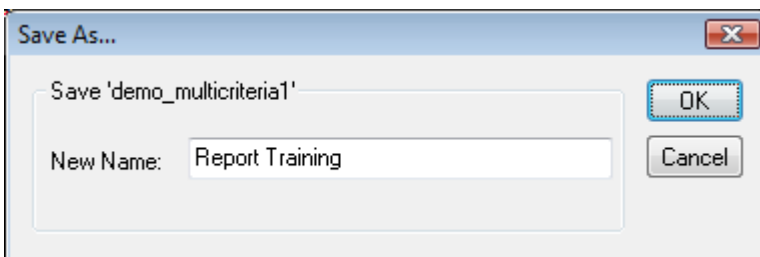 Save As...
Save 'demo_multicriteria1'
OK
New Name: Report Training
Cancel